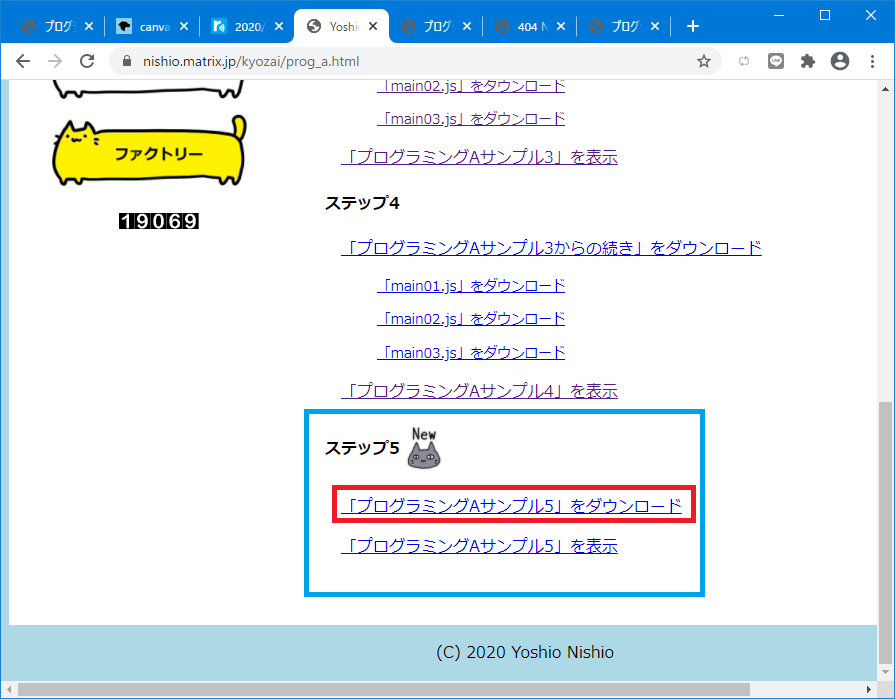 プログ
canva
2020/
Yoshi
プログ
404 N
プログ
nishio.matrix.jp/kyozai/prog_a.html
「main02.js」をダウンロード
「main03.js」をダウンロード
ファクトリー
「プログラミングAサンプル3」を表示
ステップ4
19069
「プログラミングAサンプル3からの続き」をダウンロード
「main01.js」をダウンロード
「main02.js」をダウンロード
「main03.js」をダウンロード
「プログラミングAサンプル4」を表示
ステップ5 New
「プログラミングAサンプル5」をダウンロード
「プログラミングAサンプル5」を表示
(C) 2020 Yoshio Nishio